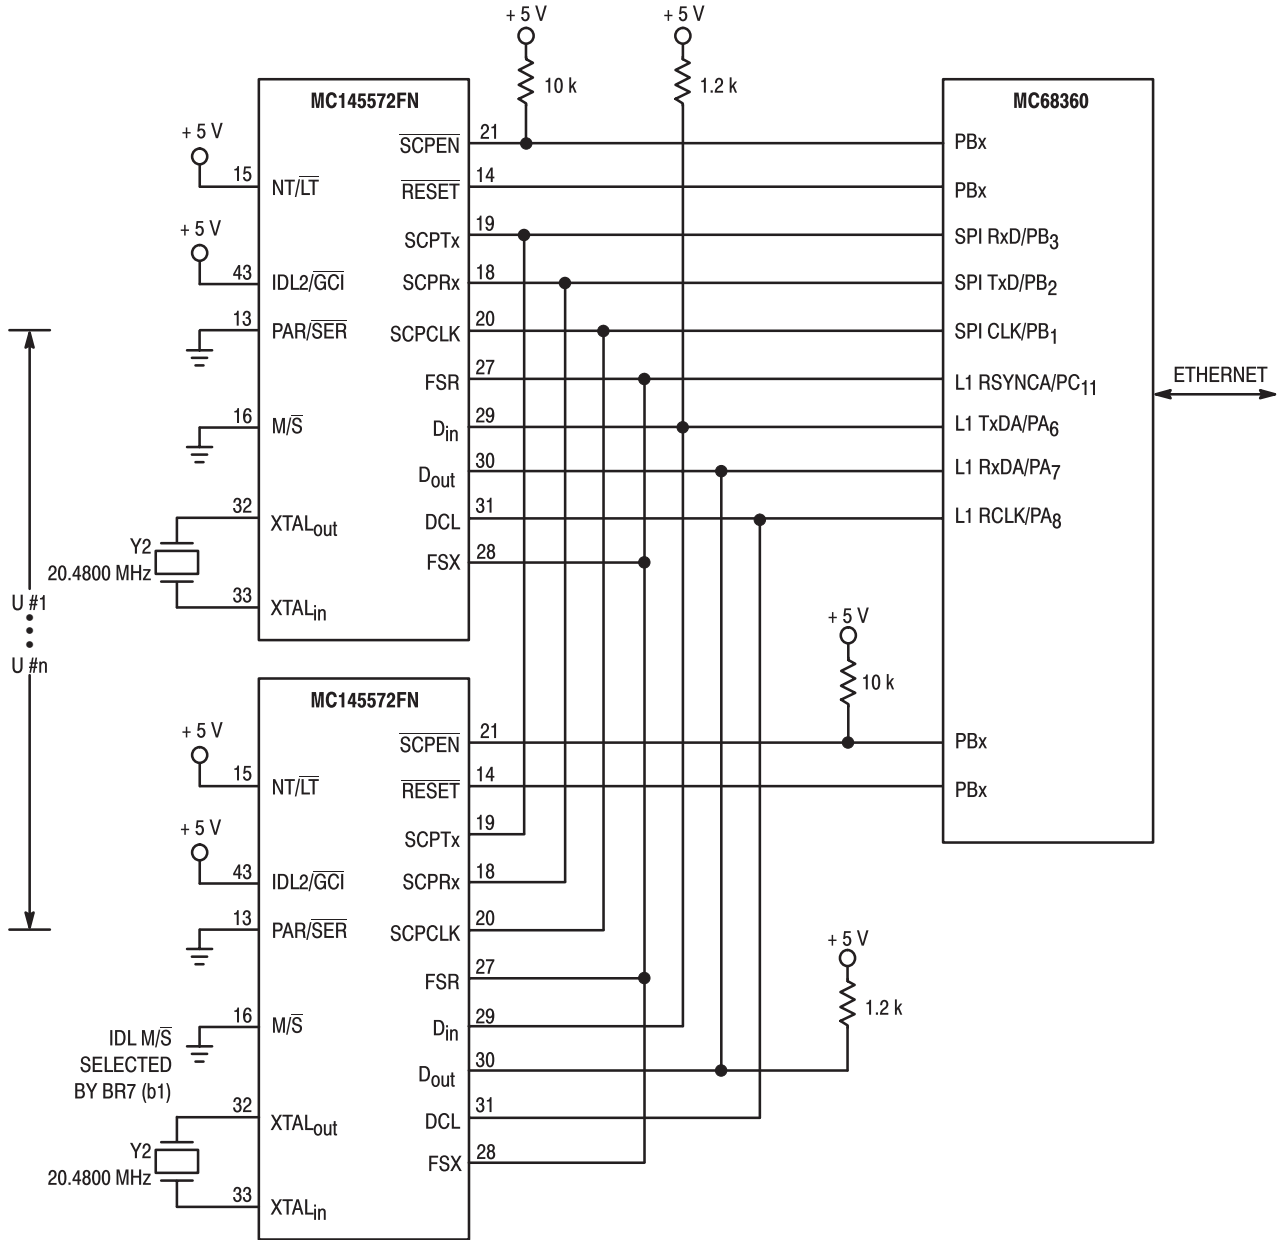 + 5 V
+ 5 V
10 k
1.2 k
MC145572FN
MC68360
+ 5 V
15
NT/LT
SCPEN
21
PBx
RESET
14
PBx
+ 5 V
43
IDL2/GCI
SCPTx
19
SPI RxD/PB3
SCPRx
18
SPI TxD/PB2
13
PAR/SER
SCPCLK
20
SPI CLK/PB1
FSR
27
L1 RSYNCA/PC11
ETHERNET
16
M/S
Din
29
L1 TxDA/PA6
Dout
30
L1 RxDA/PA7
32
XTALout
DCL
31
L1 RCLK/PA8
Y2
20.4800 MHz
FSX
28
33
XTALin
U #1
U #n
+ 5 V
10 k
MC145572FN
+ 5 V
15
NT/LT
SCPEN
21
PBx
RESET
14
PBx
+ 5 V
43
IDL2/GCI
SCPTx
19
SCPRx
18
13
PAR/SER
SCPCLK
20
+ 5 V
1.2 k
FSR
27
16
M/S
IDL M/S
SELECTED
BY BR7 (b1)
Din
29
Dout
30
32
XTALout
DCL
31
Y2
20.4800 MHz
FSX
28
33
XTALin